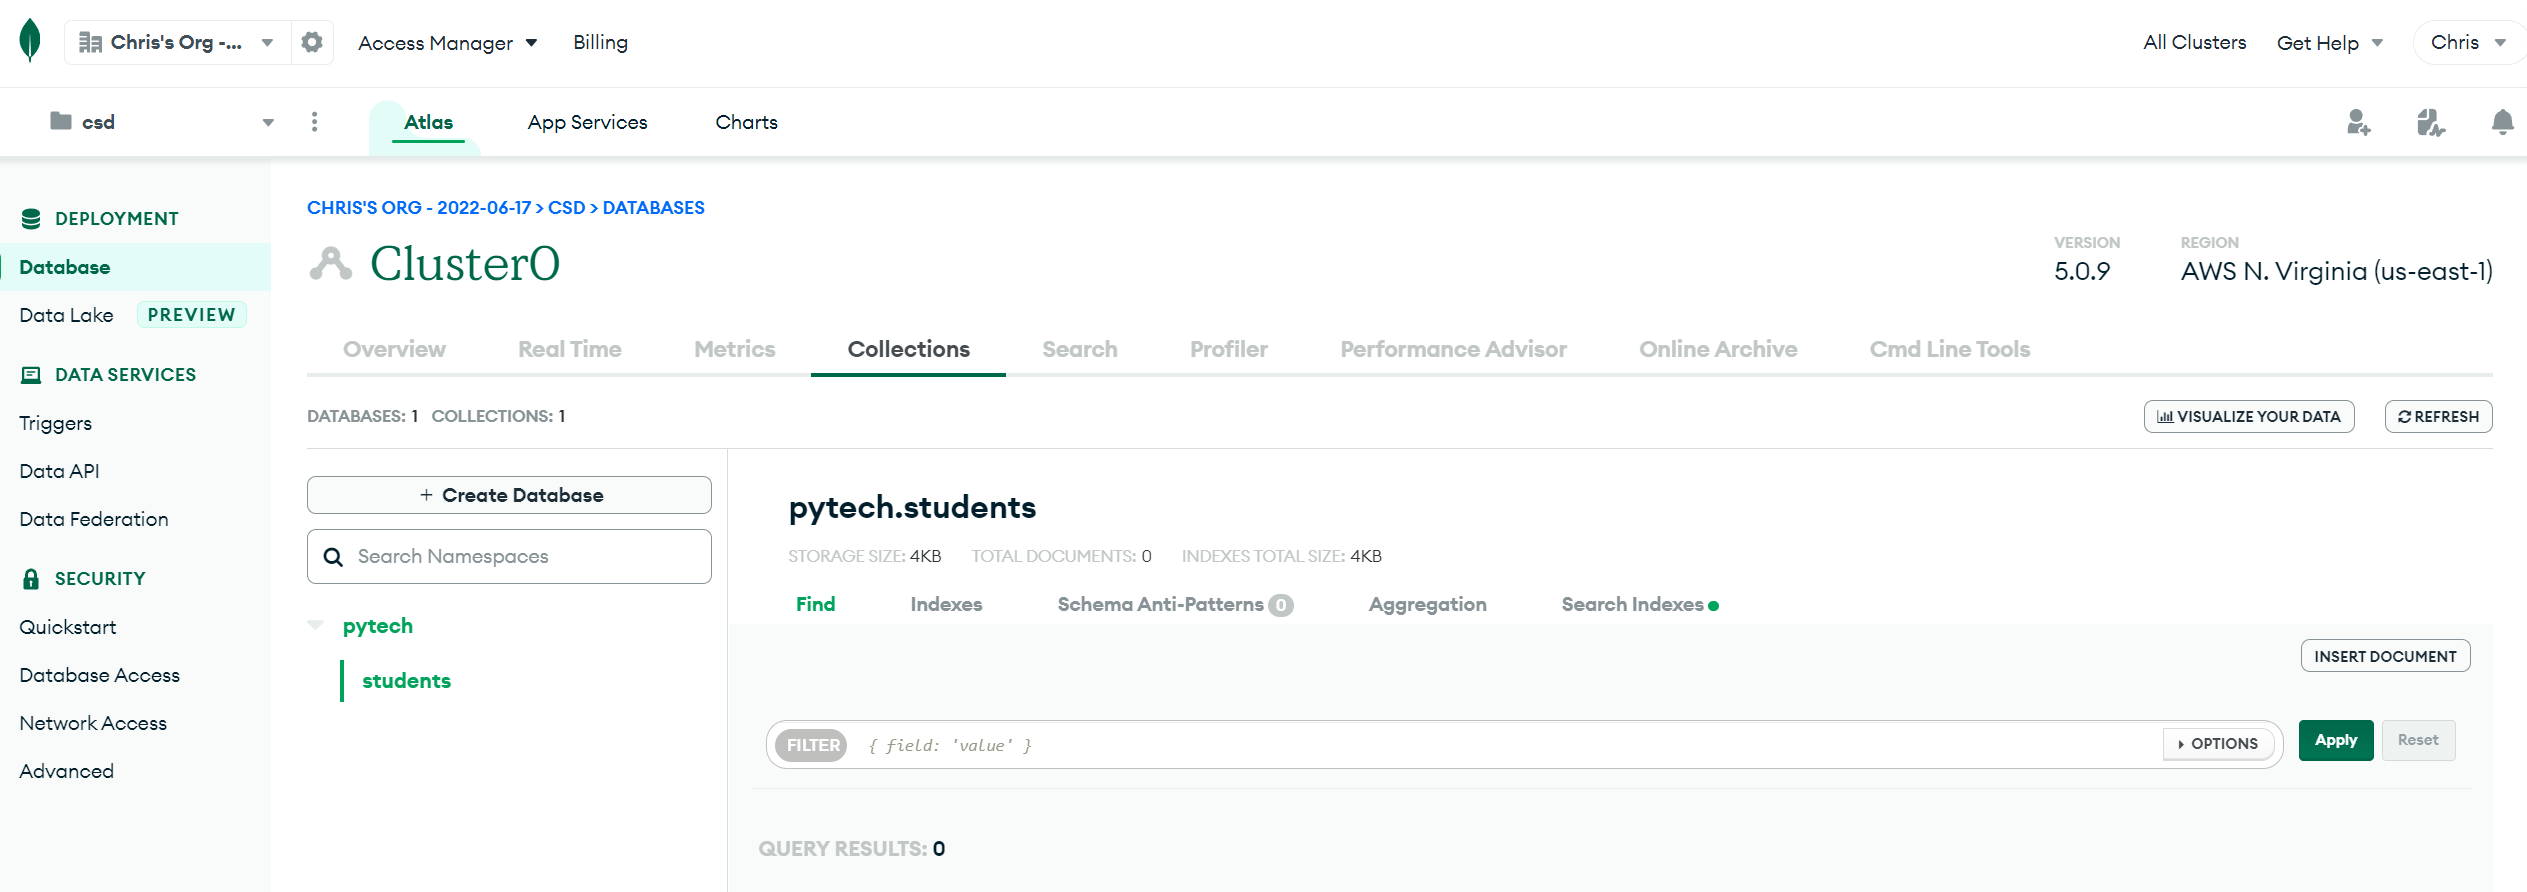 Chris's Org -...
Access Manager
Billing
All Clusters
Get Help
Chris
csd
Atlas
App Services
Charts
DEPLOYMENT
Database
Data Lake PREVIEW
DATA SERVICES
Triggers
Data API
Data Federation
SECURITY
Quickstart
Database Access
Network Access
Advanced
CHRIS'S ORG - 2022-06-17 > CSD > DATABASES
Cluster0
VERSION
5.0.9
REGION
AWS N. Virginia (us-east-1)
Overview
Real Time
Metrics
Collections
Search
Profiler
Performance Advisor
Online Archive
Cmd Line Tools
DATABASES: 1 COLLECTIONS: 1
VISUALIZE YOUR DATA
REFRESH
+ Create Database
Search Namespaces
pytech
students
pytech.students
STORAGE SIZE: 4KB TOTAL DOCUMENTS: 0 INDEXES TOTAL SIZE: 4KB
Find
Indexes
Schema Anti-Patterns 0
Aggregation
Search Indexes
INSERT DOCUMENT
FILTER { field: 'value' }
OPTIONS
Apply
Reset
QUERY RESULTS: 0